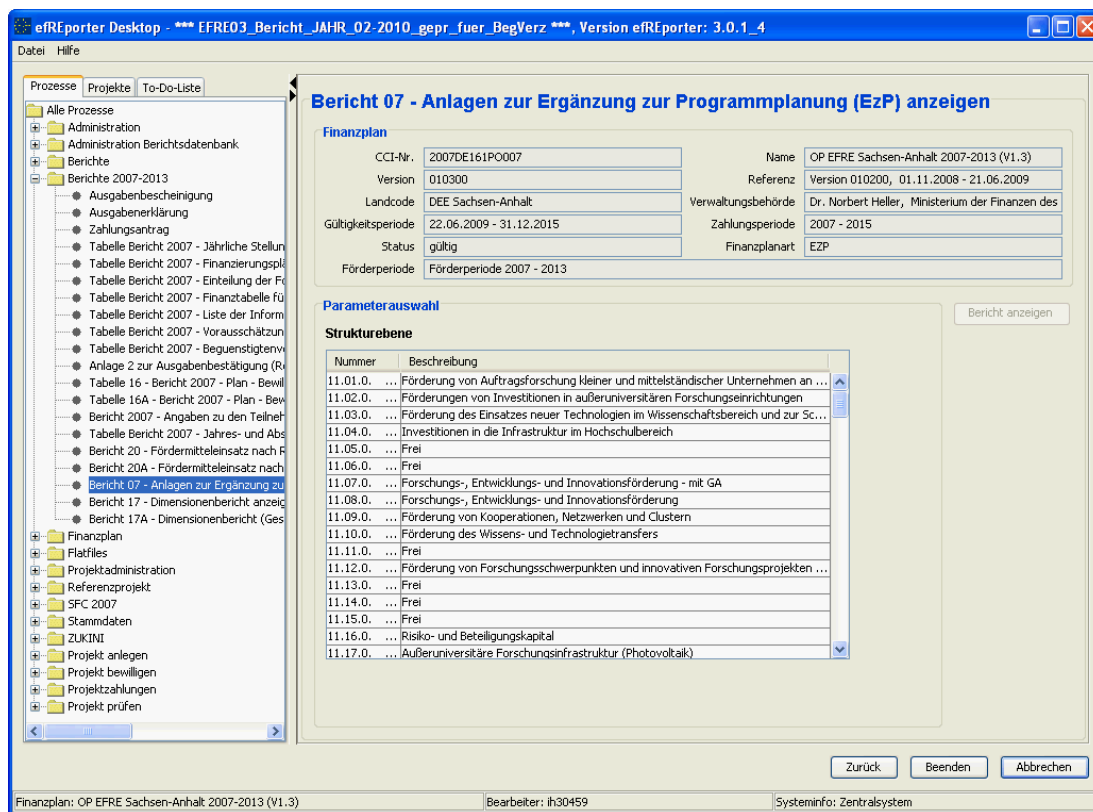 efREporter Desktop - *** EFRE03_Bericht_JAHR_02-2010_gepr_fuer_BegVerz ***, Version efREporter: 3.0.1_4
Datei Hilfe
Prozesse Projekte To-Do-Liste
Alle Prozesse
Administration
Administration Berichtsdatenbank
Berichte
Berichte 2007-2013
Ausgabenbescheinigung
Ausgabenerklärung
Zahlungsantrag
Tabelle Bericht 2007 - Jährliche Stellun
Tabelle Bericht 2007 - Finanzierungsplä
Tabelle Bericht 2007 - Einteilung der Fo
Tabelle Bericht 2007 - Finanztabelle fü
Tabelle Bericht 2007 - Liste der Inform
Tabelle Bericht 2007 - Vorausschätzun
Tabelle Bericht 2007 - Beguenstigtenve
Anlage 2 zur Ausgabenbestätigung (Re
Tabelle 16 - Bericht 2007 - Plan - Bewil
Tabelle 16A - Bericht 2007 - Plan - Bew
Bericht 2007 - Angaben zu den Teilneh
Tabelle Bericht 2007 - Jahres- und Abs
Bericht 20 - Fördermitteleinsatz nach R
Bericht 20A - Fördermitteleinsatz nach
Bericht 07 - Anlagen zur Ergänzung zu
Bericht 17 - Dimensionenbericht anzeig
Bericht 17A - Dimensionenbericht (Ges
Finanzplan
Flatfiles
Projektadministration
Referenzprojekt
SFC 2007
Stammdaten
ZUKINI
Projekt anlegen
Projekt bewilligen
Projektzahlungen
Projekt prüfen
Bericht 07 - Anlagen zur Ergänzung zur Programmplanung (EzP) anzeigen
Finanzplan
CCI-Nr. 2007DE161PO007 Name OP EFRE Sachsen-Anhalt 2007-2013 (V1.3)
Version 010300 Referenz Version 010200, 01.11.2008 - 21.06.2009
Landcode DEE Sachsen-Anhalt Verwaltungsbehörde Dr. Norbert Heller, Ministerium der Finanzen des
Gültigkeitsperiode 22.06.2009 - 31.12.2015 Zahlungsperiode 2007 - 2015
Status gültig Finanzplanart EZP
Förderperiode Förderperiode 2007 - 2013
Parameterauswahl
Bericht anzeigen
Strukturebene
Nummer Beschreibung
11.01.0. ... Förderung von Auftragsforschung kleiner und mittelständischer Unternehmen an ...
11.02.0. ... Förderungen von Investitionen in außeruniversitären Forschungseinrichtungen
11.03.0. ... Förderung des Einsatzes neuer Technologien im Wissenschaftsbereich und zur Sc...
11.04.0. ... Investitionen in die Infrastruktur im Hochschulbereich
11.05.0. ... Frei
11.06.0. ... Frei
11.07.0. ... Forschungs-, Entwicklungs- und Innovationsförderung - mit GA
11.08.0. ... Forschungs-, Entwicklungs- und Innovationsförderung
11.09.0. ... Förderung von Kooperationen, Netzwerken und Clustern
11.10.0. ... Förderung des Wissens- und Technologietransfers
11.11.0. ... Frei
11.12.0. ... Förderung von Forschungsschwerpunkten und innovativen Forschungsprojekten ...
11.13.0. ... Frei
11.14.0. ... Frei
11.15.0. ... Frei
11.16.0. ... Risiko- und Beteiligungskapital
11.17.0. ... Außeruniversitäre Forschungsinfrastruktur (Photovoltaik)
Zurück Beenden Abbrechen
Finanzplan: OP EFRE Sachsen-Anhalt 2007-2013 (V1.3) Bearbeiter: ih30459 Systeminfo: Zentralsystem